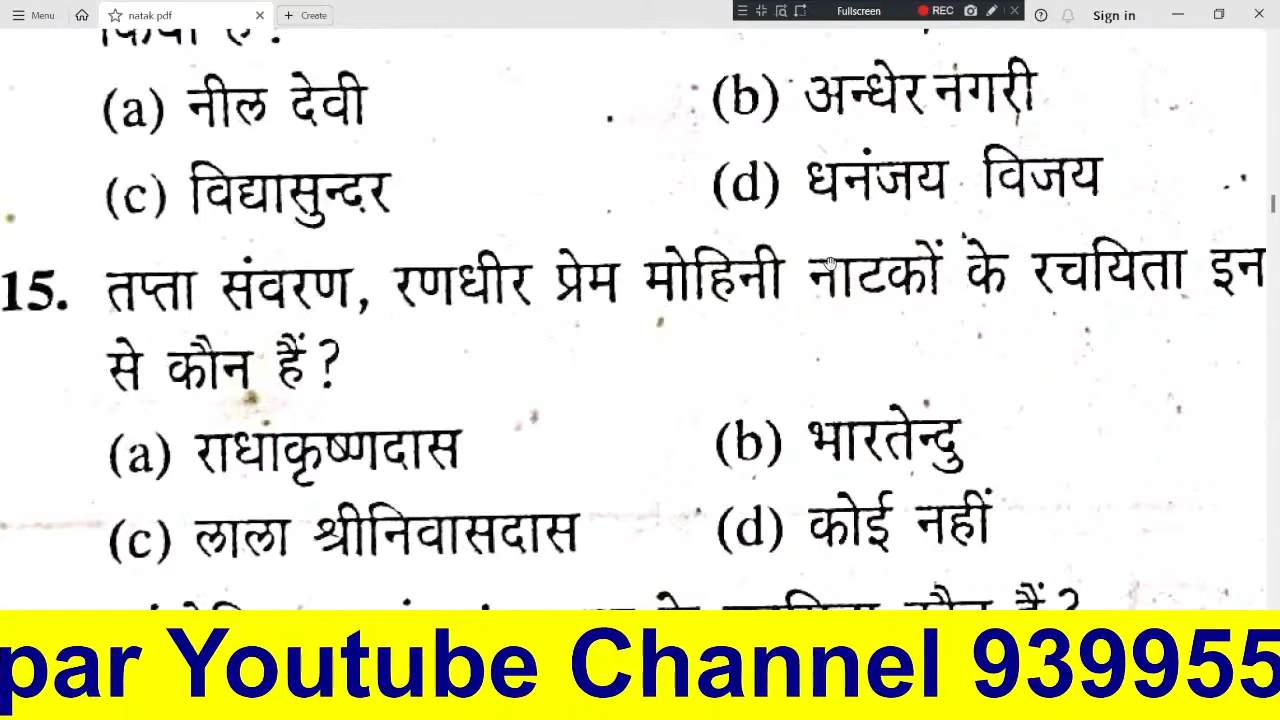 Menu
natak.pdf
Create
Fullscreen
REC
Sign in
(a) नील देवी
(b) अन्धेर नगरी
(c) विद्यासुन्दर
(d) धनंजय विजय
15. तप्ता संवरण, रणधीर प्रेम मोहिनी नाटकों के रचयिता इन
से कौन हैं?
(a) राधाकृष्णदास
(b) भारतेन्दु
(c) लाला श्रीनिवासदास
(d) कोई नहीं
कौन हैं?
par Youtube Channel 939955